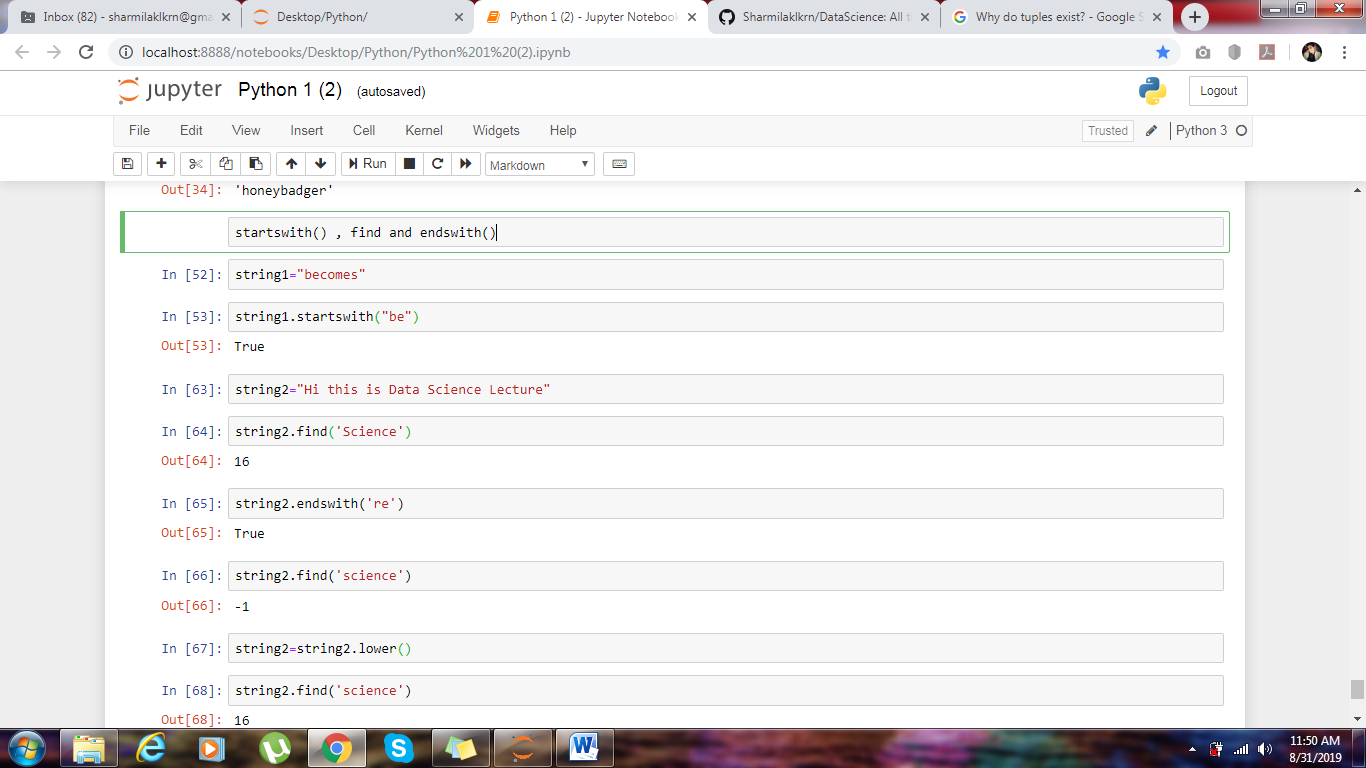 Inbox (82) - sharmilaklkrn@gma
Desktop/Python/
Python 1 (2) - Jupyter Notebook
Sharmilaklkrn/DataScience: All t
Why do tuples exist? - Google S
localhost:8888/notebooks/Desktop/Python/Python%201%20(2).ipynb
jupyter Python 1 (2) (autosaved)
Logout
File Edit View Insert Cell Kernel Widgets Help
Trusted
Python 3
Run
Markdown
Out[34]: 'honeybadger'
startswith() , find and endswith()
In [52]: string1="becomes"
In [53]: string1.startswith("be")
Out[53]: True
In [63]: string2="Hi this is Data Science Lecture"
In [64]: string2.find('Science')
Out[64]: 16
In [65]: string2.endswith('re')
Out[65]: True
In [66]: string2.find('science')
Out[66]: -1
In [67]: string2=string2.lower()
In [68]: string2.find('science')
Out[68]: 16
11:50 AM
8/31/2019